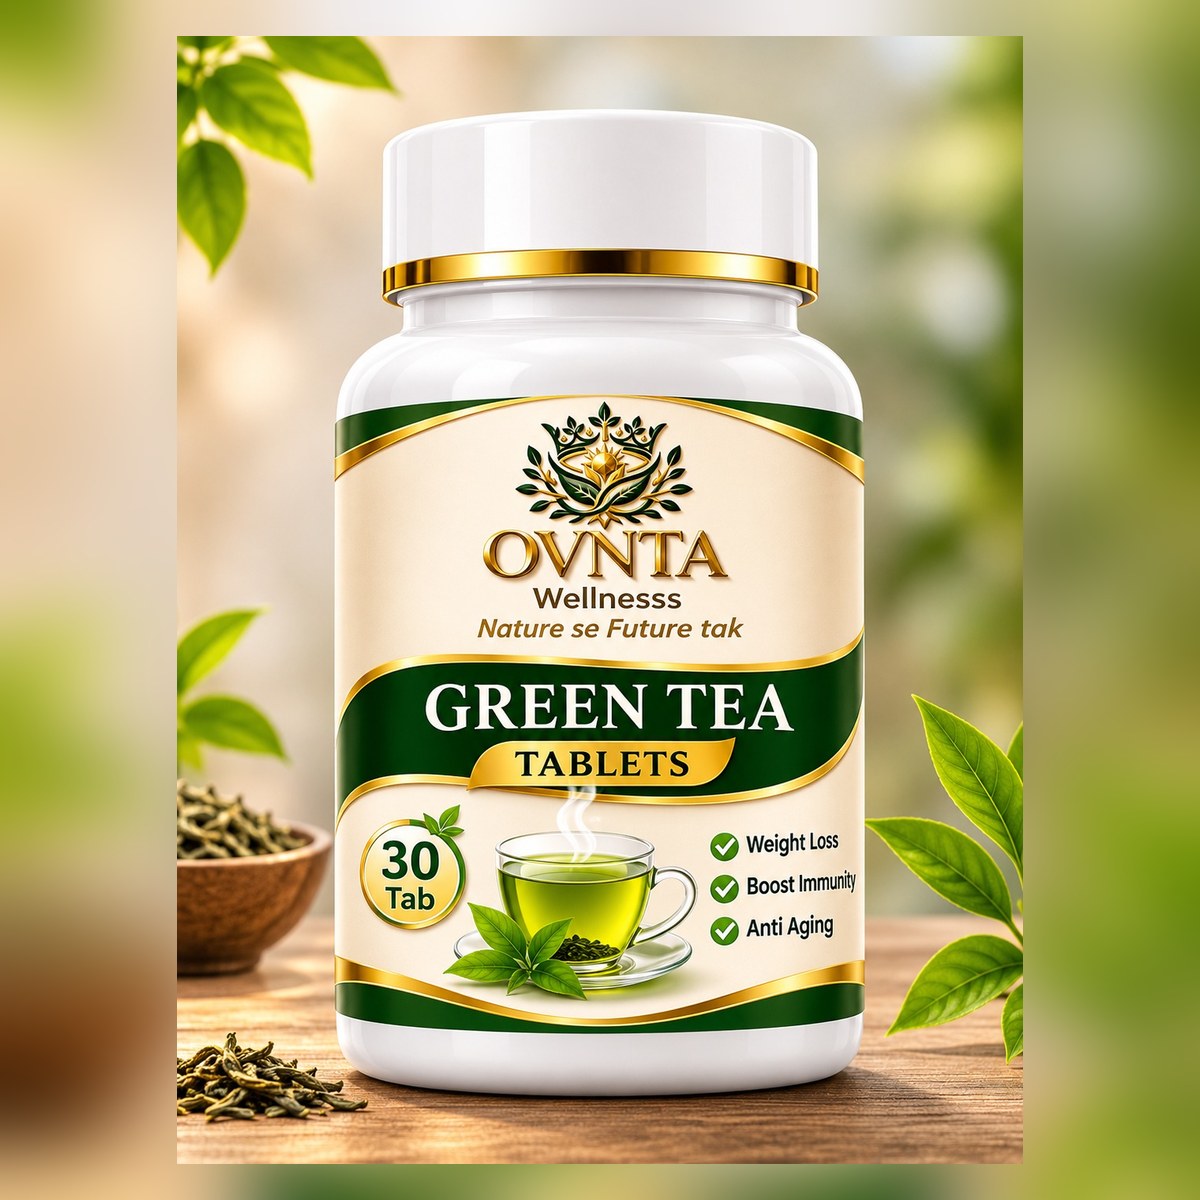 OVNTA
Wellnesss
Nature se Future tak
GREEN TEA
TABLETS
30
Tab
Weight Loss
Boost Immunity
Anti Aging